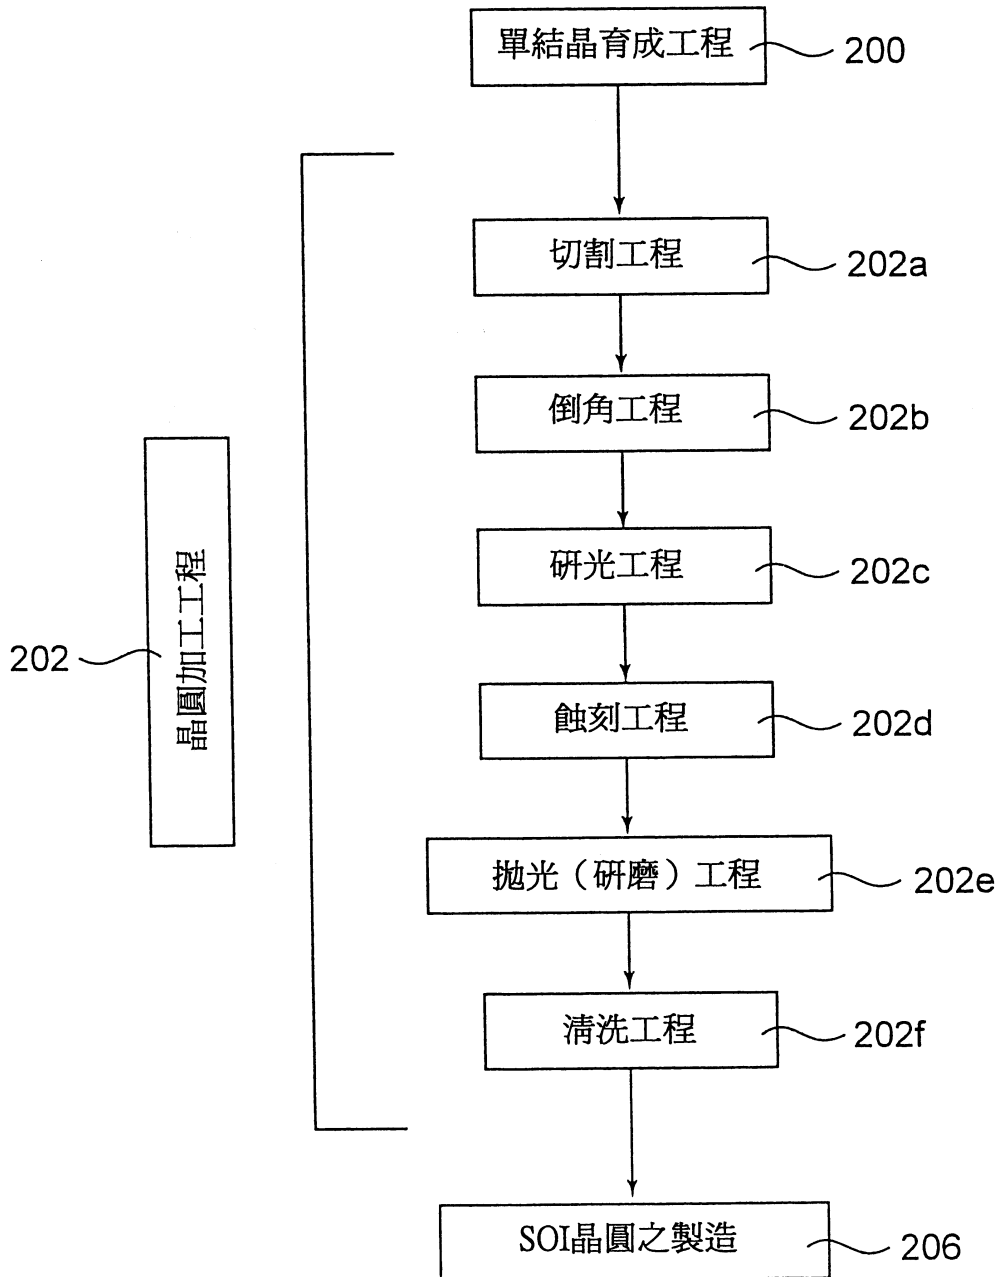 單結晶育成工程
200
切割工程
202a
倒角工程
202b
研光工程
202c
晶圓加工工程
202
蝕刻工程
202d
拋光（研磨）工程
202e
清洗工程
202f
SOI晶圓之製造
206